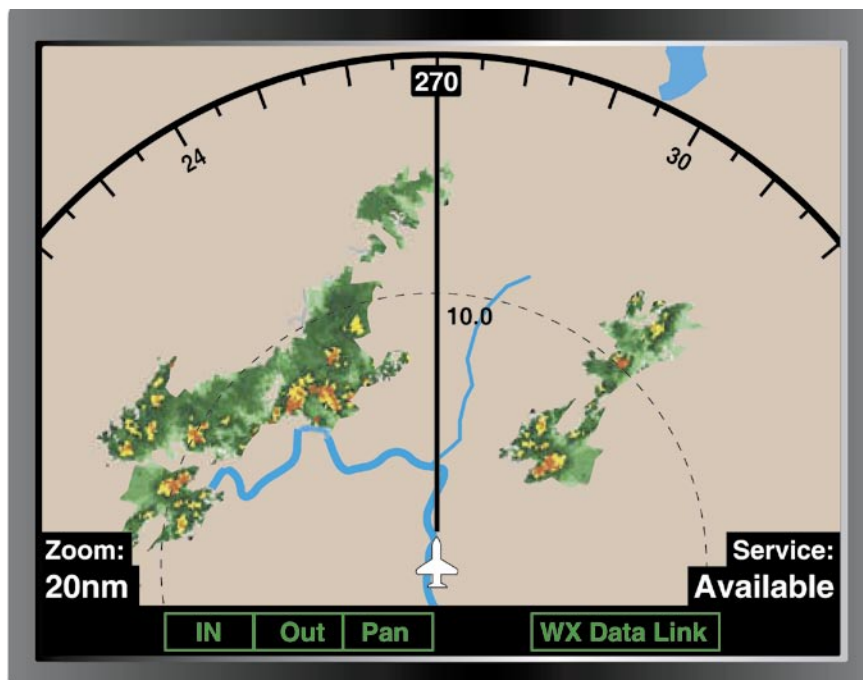 270
24
30
10.0
Zoom:
20nm
Service:
Available
IN
Out
Pan
WX Data Link